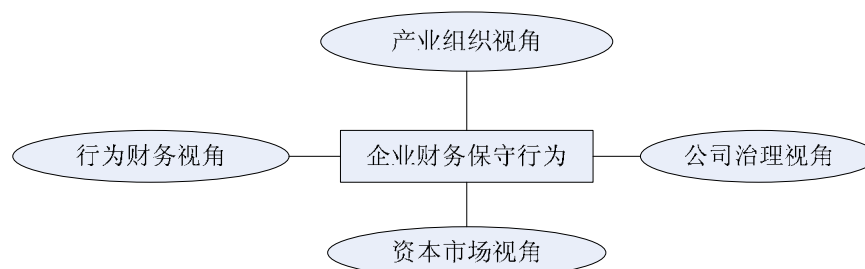 产业组织视角
行为财务视角
企业财务保守行为
公司治理视角
资本市场视角